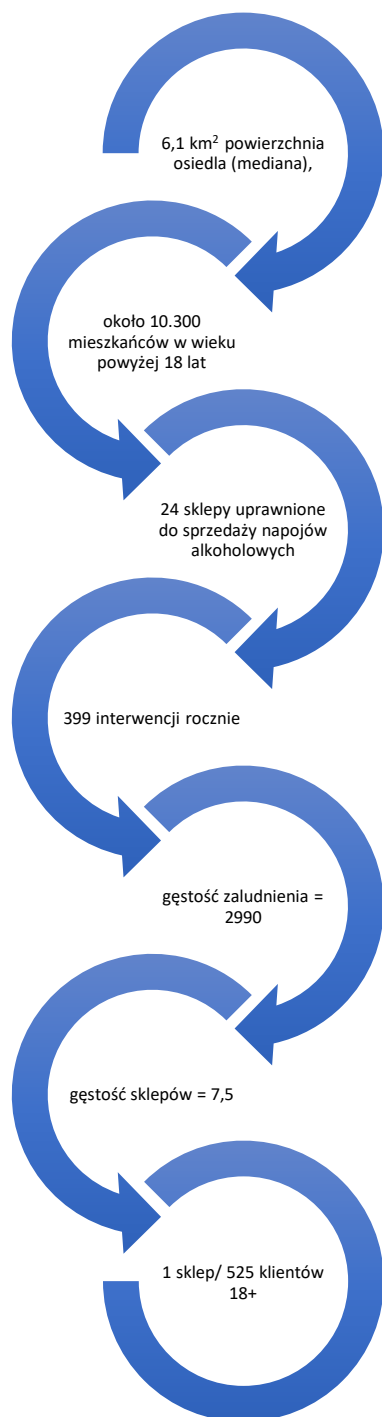 6,1 km² powierzchnia
osiedla (mediana),
około 10.300
mieszkańców w wieku
powyżej 18 lat
24 sklepy uprawnione
do sprzedaży napojów
alkoholowych
399 interwencji rocznie
gęstość zaludnienia =
2990
gęstość sklepów = 7,5
1 sklep/ 525 klientów
18+